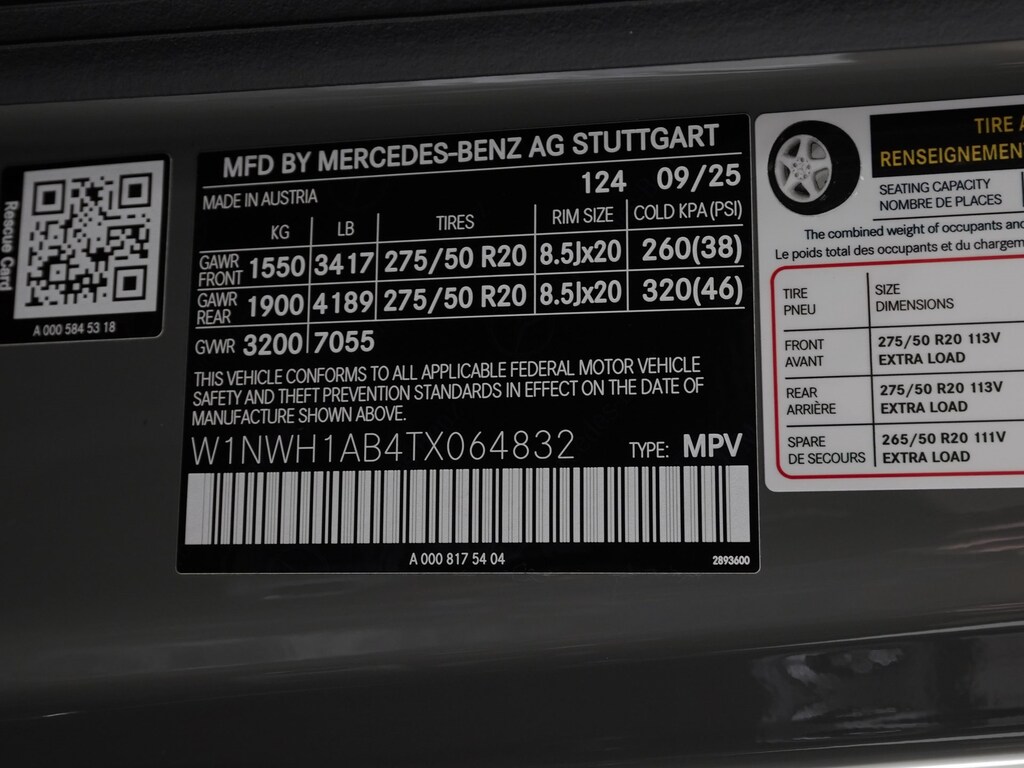 Rescue Card
A 000 584 53 18
MFD BY MERCEDES-BENZ AG STUTTGART
MADE IN AUSTRIA 124 09/25
KG LB TIRES RIM SIZE COLD KPA (PSI)
GAWR FRONT 1550 3417 275/50 R20 8.5Jx20 260(38)
GAWR REAR 1900 4189 275/50 R20 8.5Jx20 320(46)
GVWR 3200 7055
THIS VEHICLE CONFORMS TO ALL APPLICABLE FEDERAL MOTOR VEHICLE
SAFETY AND THEFT PREVENTION STANDARDS IN EFFECT ON THE DATE OF
MANUFACTURE SHOWN ABOVE.
W1NWH1AB4TX064832 TYPE: MPV
A 000 817 54 04 2893600
TIRE
RENSEIGNEMEN
SEATING CAPACITY
NOMBRE DE PLACES
The combined weight of occupants and
Le poids total des occupants et du chargem
TIRE SIZE
PNEU DIMENSIONS
FRONT 275/50 R20 113V
AVANT EXTRA LOAD
REAR 275/50 R20 113V
ARRIÈRE EXTRA LOAD
SPARE 265/50 R20 111V
DE SECOURS EXTRA LOAD